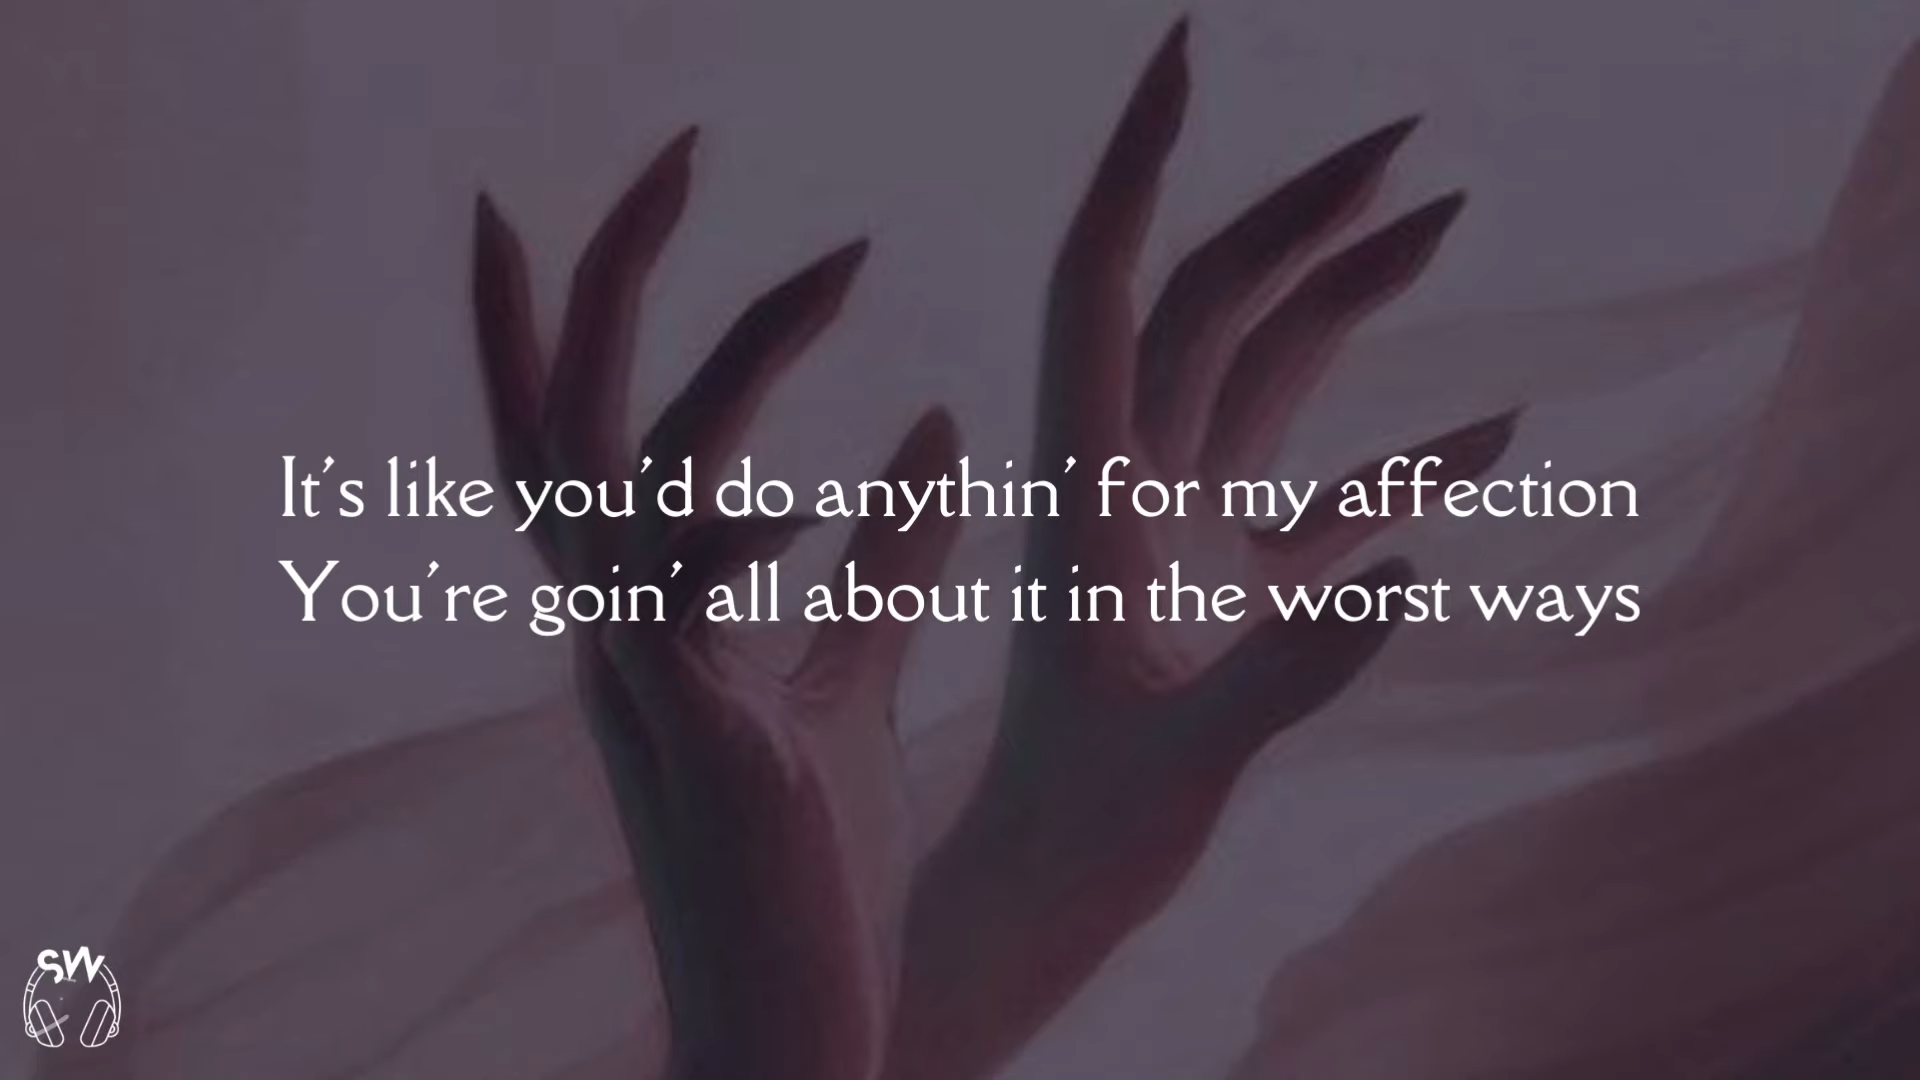 It’s like you’d do anythin’ for my affection
You’re goin’ all about it in the worst ways
SW